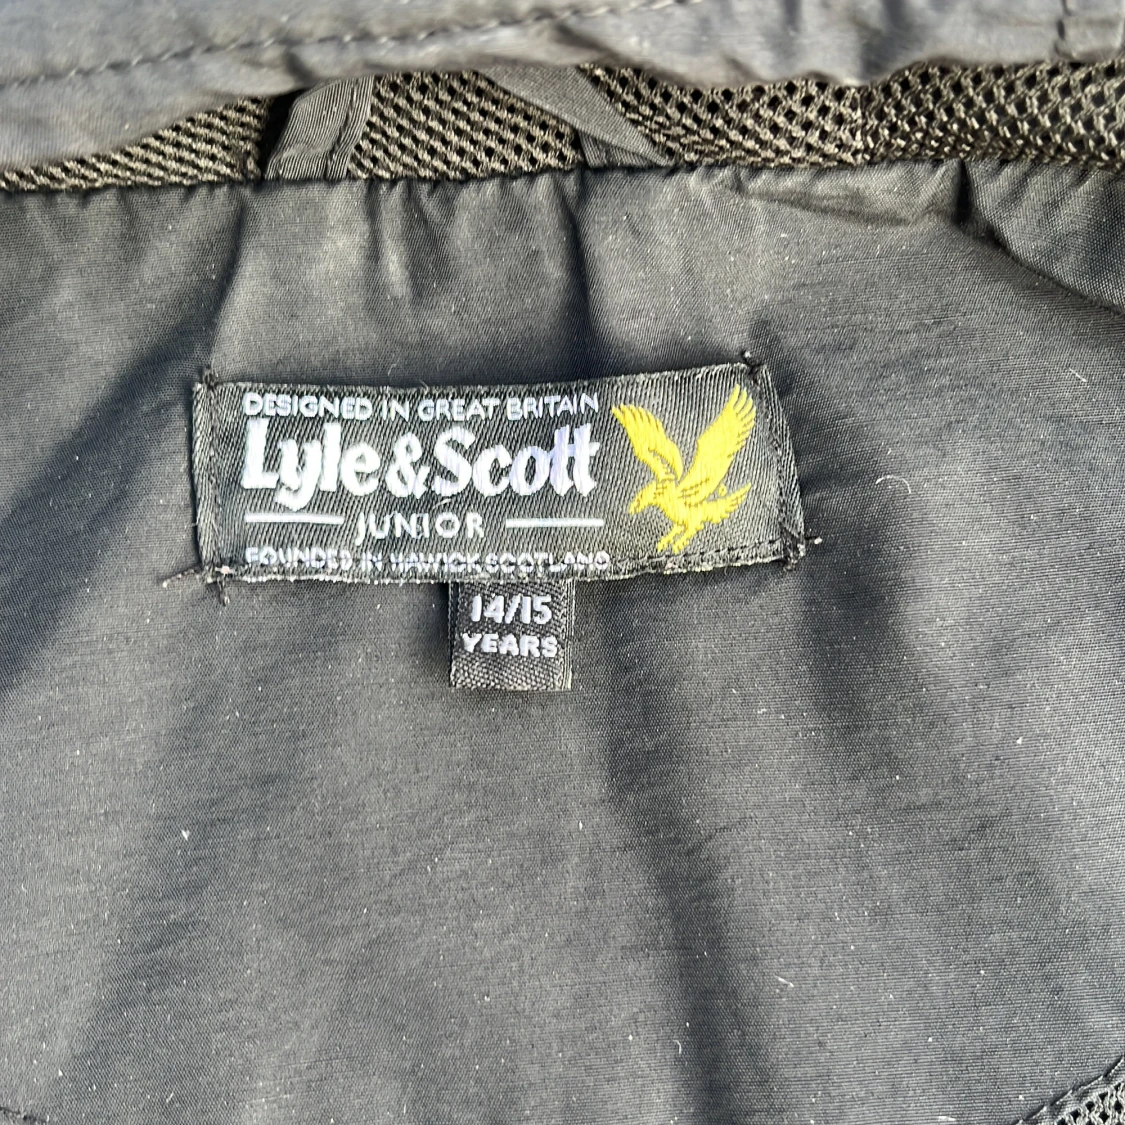 DESIGNED IN GREAT BRITAIN
Lyle&Scott
JUNIOR
FOUNDED IN HAWICK, SCOTLAND
14/15
YEARS